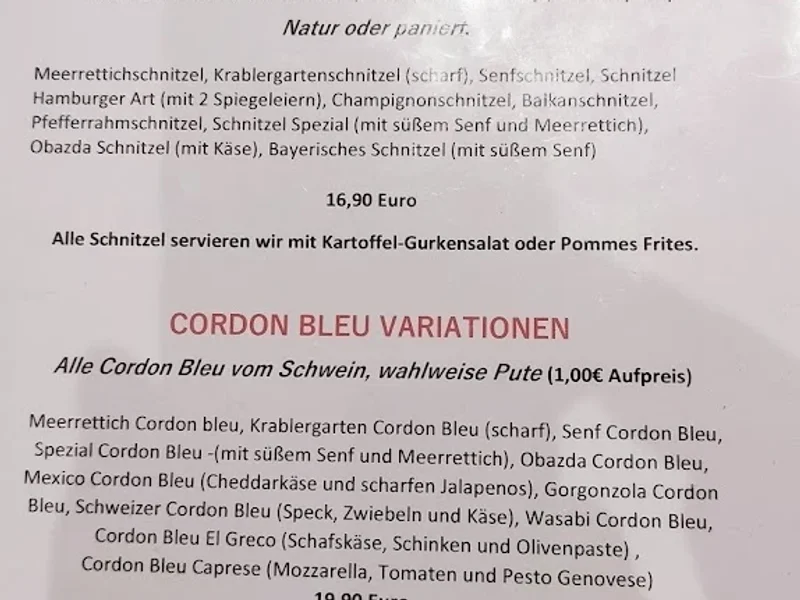 Natur oder paniert.
Meerrettichschnitzel, Krablergartenschnitzel (scharf), Senfschnitzel, Schnitzel
Hamburger Art (mit 2 Spiegeleiern), Champignonschnitzel, Balkanschnitzel,
Pfefferrahmschnitzel, Schnitzel Spezial (mit süßem Senf und Meerrettich),
Obazda Schnitzel (mit Käse), Bayerisches Schnitzel (mit süßem Senf)
16,90 Euro
Alle Schnitzel servieren wir mit Kartoffel-Gurkensalat oder Pommes Frites.
CORDON BLEU VARIATIONEN
Alle Cordon Bleu vom Schwein, wahlweise Pute (1,00€ Aufpreis)
Meerrettich Cordon bleu, Krablergarten Cordon Bleu (scharf), Senf Cordon Bleu,
Spezial Cordon Bleu -(mit süßem Senf und Meerrettich), Obazda Cordon Bleu,
Mexico Cordon Bleu (Cheddarkäse und scharfen Jalapenos), Gorgonzola Cordon
Bleu, Schweizer Cordon Bleu (Speck, Zwiebeln und Käse), Wasabi Cordon Bleu,
Cordon Bleu El Greco (Schafskäse, Schinken und Olivenpaste) ,
Cordon Bleu Caprese (Mozzarella, Tomaten und Pesto Genovese)
19,90 Euro